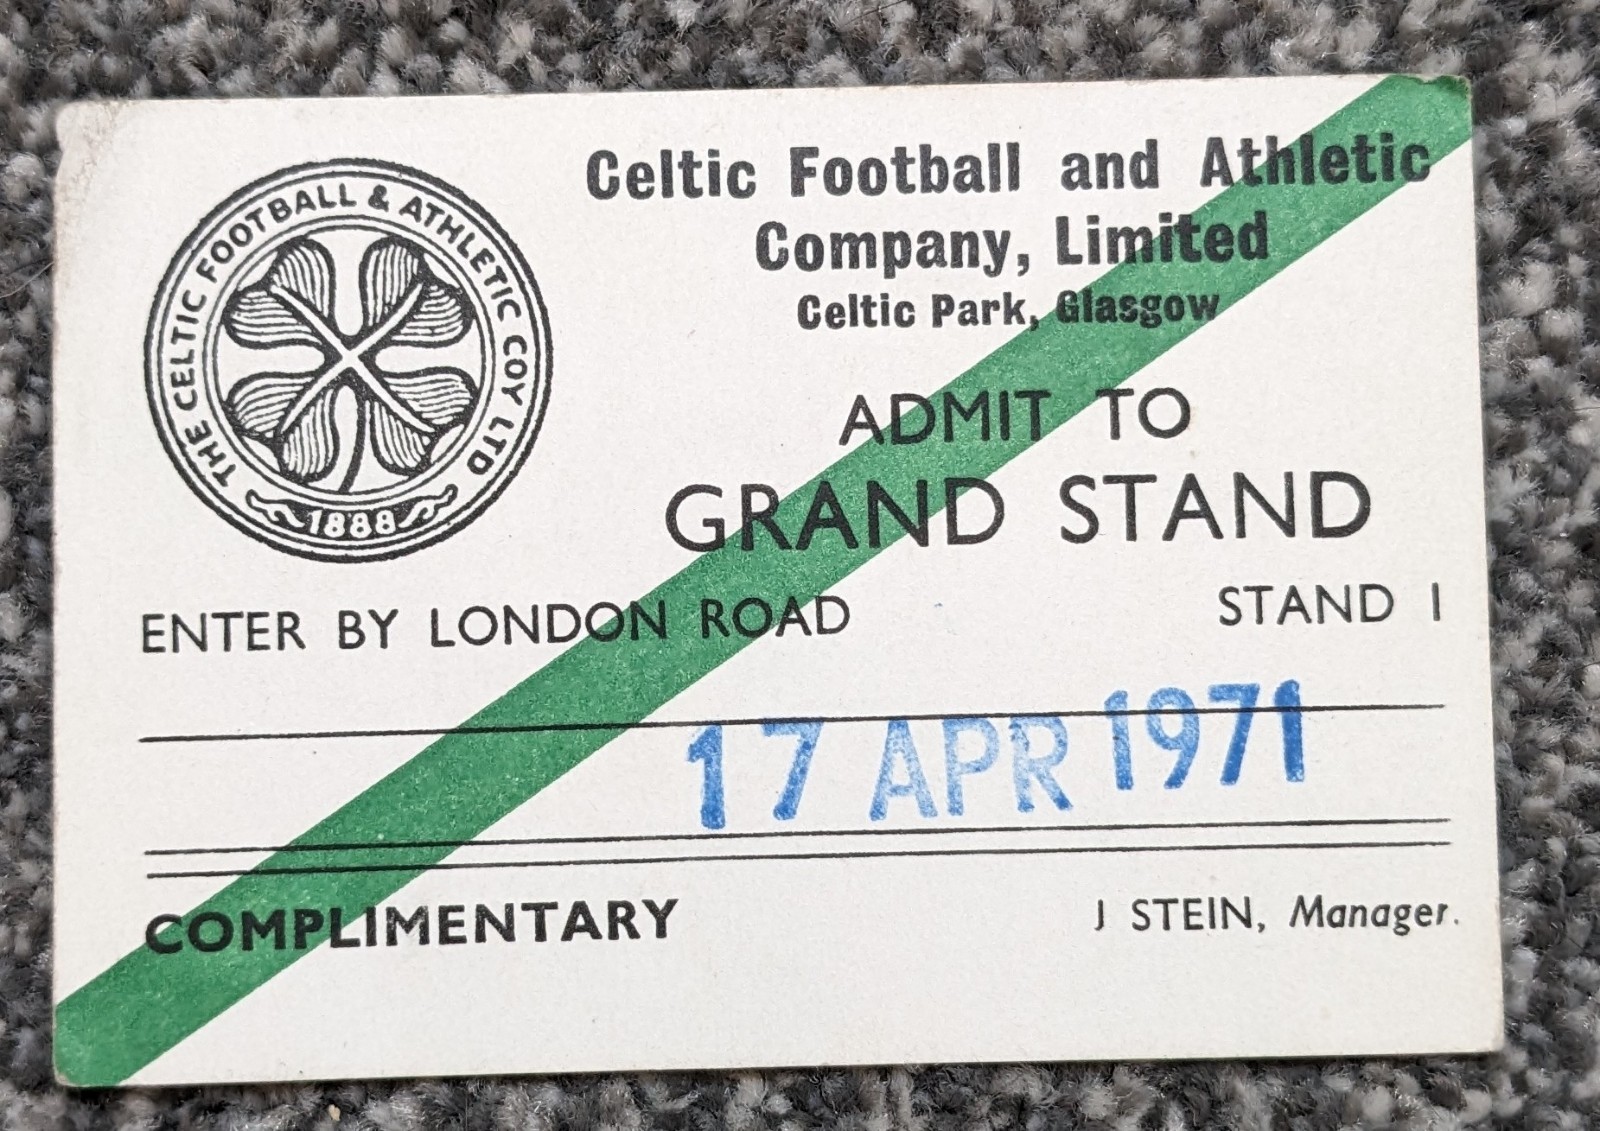 THE CELTIC FOOTBALL & ATHLETIC COY LTD
1888
Celtic Football and Athletic
Company, Limited
Celtic Park, Glasgow
ADMIT TO
GRAND STAND
ENTER BY LONDON ROAD STAND 1
17 APR 1971
COMPLIMENTARY J STEIN, Manager.